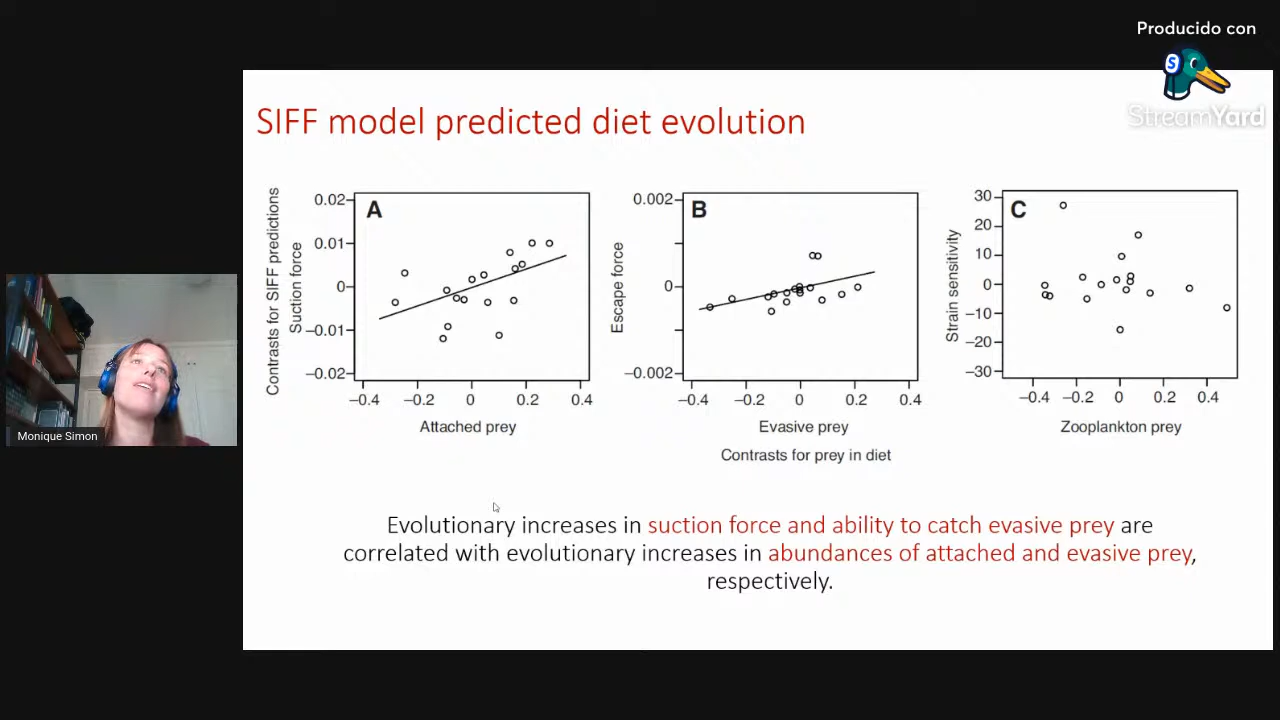 Producido con
S
StreamYard
SIFF model predicted diet evolution
Contrasts for SIFF predictions
Suction force
0.02
0.01
0
−0.01
−0.02
A
−0.4 −0.2 0 0.2 0.4
Attached prey
Escape force
0.002
−0.002
B
−0.4 −0.2 0 0.2 0.4
Evasive prey
Contrasts for prey in diet
Strain sensitivity
30
20
10
0
−10
−20
−30
C
−0.4 −0.2 0 0.2 0.4
Zooplankton prey
Evolutionary increases in suction force and ability to catch evasive prey are
correlated with evolutionary increases in abundances of attached and evasive prey,
respectively.
Monique Simon